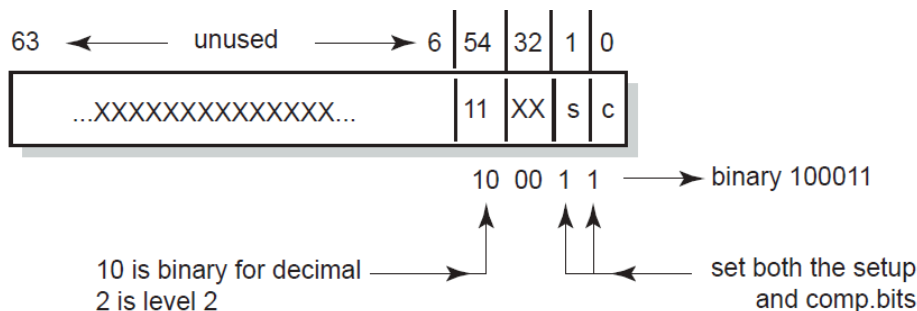 63 unused 6 54 32 1 0
...XXXXXXXXXXXXXX... 11 XX s c
10 00 1 1 binary 100011
10 is binary for decimal set both the setup
2 is level 2 and comp.bits